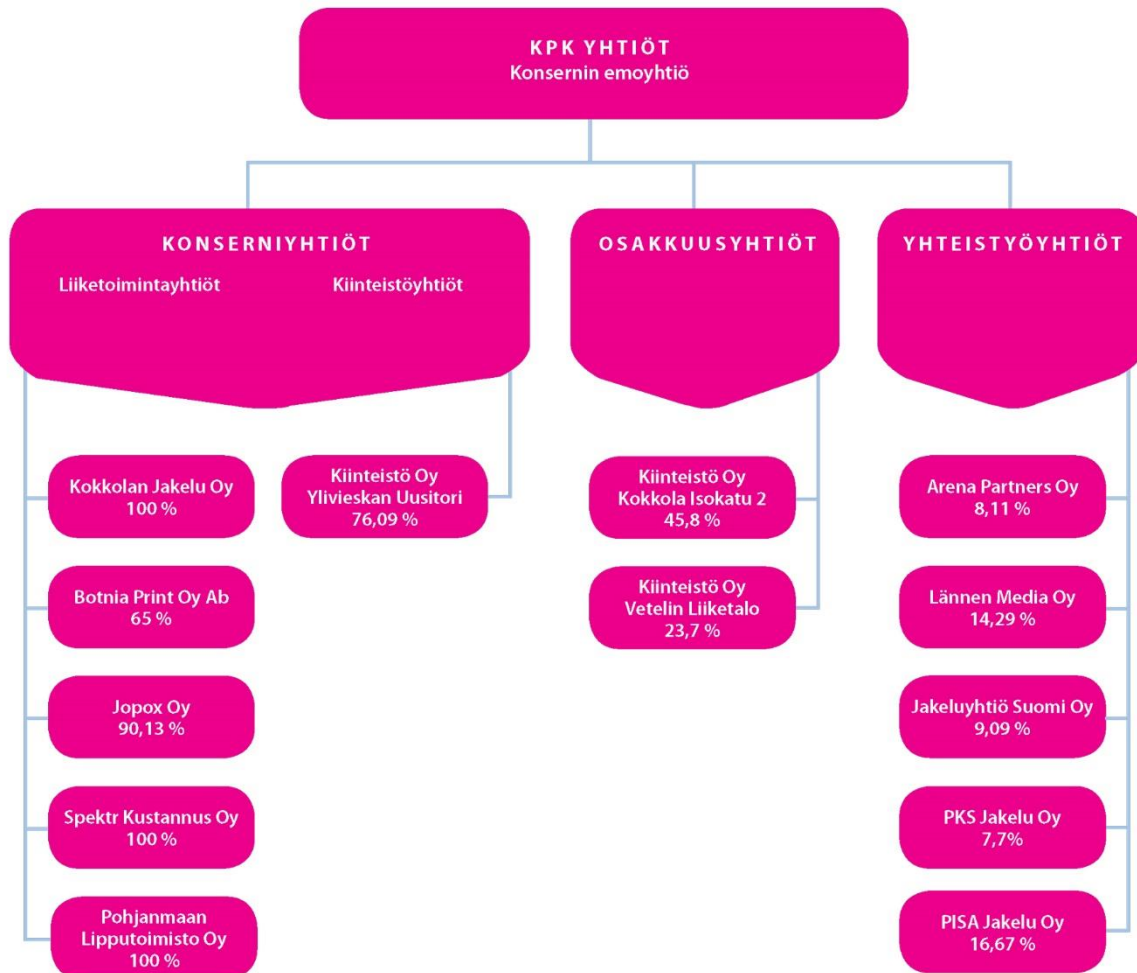 KPK YHTIÖT
Konsernin emoyhtiö
KONSERNIYHTIÖT
Liiketoimintayhtiöt
Kiinteistöyhtiöt
Kokkolan Jakelu Oy
100 %
Botnia Print Oy Ab
65 %
Jopox Oy
90,13 %
Spektr Kustannus Oy
100 %
Pohjanmaan
Lipputoimisto Oy
100 %
Kiinteistö Oy
Ylivieskan Uusitori
76,09 %
OSAKKUUSYHTIÖT
Kiinteistö Oy
Kokkola Isokatu 2
45,8 %
Kiinteistö Oy
Vetelin Liiketalo
23,7 %
YHTEISTYÖYHTIÖT
Arena Partners Oy
8,11 %
Lännen Media Oy
14,29 %
Jakeluyhtiö Suomi Oy
9,09 %
PKS Jakelu Oy
7,7%
PISA Jakelu Oy
16,67 %